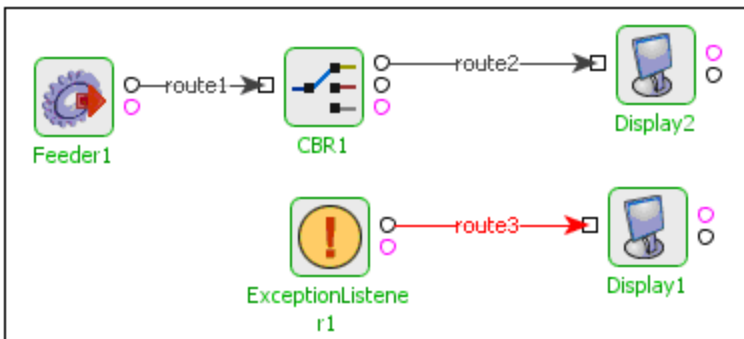 route1
route2
Feeder1
CBR1
Display2
route3
ExceptionListene
r1
Display1